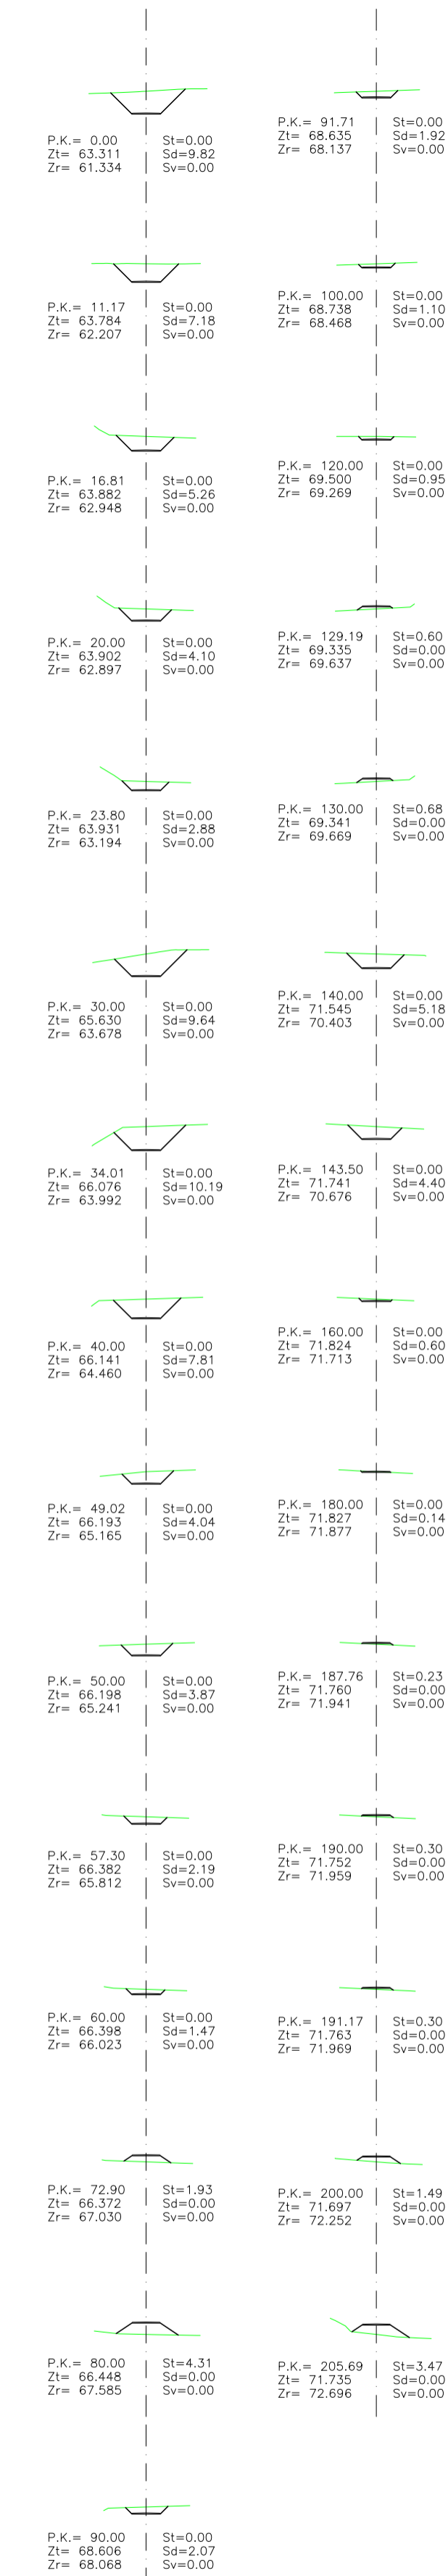 P.K.= 0.00 St=0.00
Zt= 63.311 Sd=9.82
Zr= 61.334 Sv=0.00
P.K.= 11.17 St=0.00
Zt= 63.784 Sd=7.18
Zr= 62.207 Sv=0.00
P.K.= 16.81 St=0.00
Zt= 63.882 Sd=5.26
Zr= 62.948 Sv=0.00
P.K.= 20.00 St=0.00
Zt= 63.902 Sd=4.10
Zr= 62.897 Sv=0.00
P.K.= 23.80 St=0.00
Zt= 63.931 Sd=2.88
Zr= 63.194 Sv=0.00
P.K.= 30.00 St=0.00
Zt= 65.630 Sd=9.64
Zr= 63.678 Sv=0.00
P.K.= 34.01 St=0.00
Zt= 66.076 Sd=10.19
Zr= 63.992 Sv=0.00
P.K.= 40.00 St=0.00
Zt= 66.141 Sd=7.81
Zr= 64.460 Sv=0.00
P.K.= 49.02 St=0.00
Zt= 66.193 Sd=4.04
Zr= 65.165 Sv=0.00
P.K.= 50.00 St=0.00
Zt= 66.198 Sd=3.87
Zr= 65.241 Sv=0.00
P.K.= 57.30 St=0.00
Zt= 66.382 Sd=2.19
Zr= 65.812 Sv=0.00
P.K.= 60.00 St=0.00
Zt= 66.398 Sd=1.47
Zr= 66.023 Sv=0.00
P.K.= 72.90 St=1.93
Zt= 66.372 Sd=0.00
Zr= 67.030 Sv=0.00
P.K.= 80.00 St=4.31
Zt= 66.448 Sd=0.00
Zr= 67.585 Sv=0.00
P.K.= 90.00 St=0.00
Zt= 68.606 Sd=2.07
Zr= 68.068 Sv=0.00
P.K.= 91.71 St=0.00
Zt= 68.635 Sd=1.92
Zr= 68.137 Sv=0.00
P.K.= 100.00 St=0.00
Zt= 68.738 Sd=1.10
Zr= 68.468 Sv=0.00
P.K.= 120.00 St=0.00
Zt= 69.500 Sd=0.95
Zr= 69.269 Sv=0.00
P.K.= 129.19 St=0.60
Zt= 69.335 Sd=0.00
Zr= 69.637 Sv=0.00
P.K.= 130.00 St=0.68
Zt= 69.341 Sd=0.00
Zr= 69.669 Sv=0.00
P.K.= 140.00 St=0.00
Zt= 71.545 Sd=5.18
Zr= 70.403 Sv=0.00
P.K.= 143.50 St=0.00
Zt= 71.741 Sd=4.40
Zr= 70.676 Sv=0.00
P.K.= 160.00 St=0.00
Zt= 71.824 Sd=0.60
Zr= 71.713 Sv=0.00
P.K.= 180.00 St=0.00
Zt= 71.827 Sd=0.14
Zr= 71.877 Sv=0.00
P.K.= 187.76 St=0.23
Zt= 71.760 Sd=0.00
Zr= 71.941 Sv=0.00
P.K.= 190.00 St=0.30
Zt= 71.752 Sd=0.00
Zr= 71.959 Sv=0.00
P.K.= 191.17 St=0.30
Zt= 71.763 Sd=0.00
Zr= 71.969 Sv=0.00
P.K.= 200.00 St=1.49
Zt= 71.697 Sd=0.00
Zr= 72.252 Sv=0.00
P.K.= 205.69 St=3.47
Zt= 71.735 Sd=0.00
Zr= 72.696 Sv=0.00